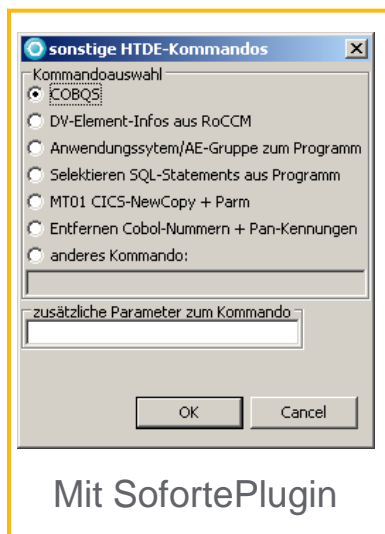 sonstige HTDE-Kommandos
Kommandoauswahl
COBQS
DV-Element-Infos aus RoCCM
Anwendungssytem/AE-Gruppe zum Programm
Selektieren SQL-Statements aus Programm
MT01 CICS-NewCopy + Parm
Entfernen Cobol-Nummern + Pan-Kennungen
anderes Kommando:
zusätzliche Parameter zum Kommando
OK Cancel
Mit SofortePlugin